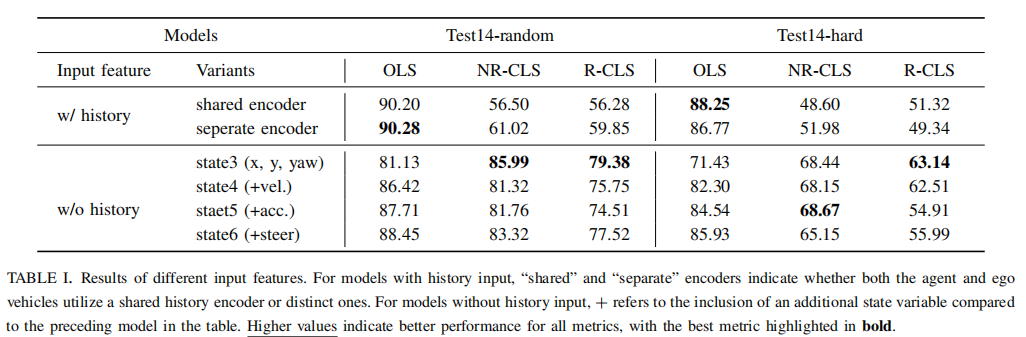 Models Test14-random Test14-hard
Input feature Variants OLS NR-CLS R-CLS OLS NR-CLS R-CLS
w/ history shared encoder 90.20 56.50 56.28 88.25 48.60 51.32
seperate encoder 90.28 61.02 59.85 86.77 51.98 49.34
w/o history state3 (x, y, yaw) 81.13 85.99 79.38 71.43 68.44 63.14
state4 (+vel.) 86.42 81.32 75.75 82.30 68.15 62.51
staet5 (+acc.) 87.71 81.76 74.51 84.54 68.67 54.91
state6 (+steer) 88.45 83.32 77.52 85.93 65.15 55.99
TABLE I. Results of different input features. For models with history input, “shared” and “separate” encoders indicate whether both the agent and ego
vehicles utilize a shared history encoder or distinct ones. For models without history input, + refers to the inclusion of an additional state variable compared
to the preceding model in the table. Higher values indicate better performance for all metrics, with the best metric highlighted in bold.